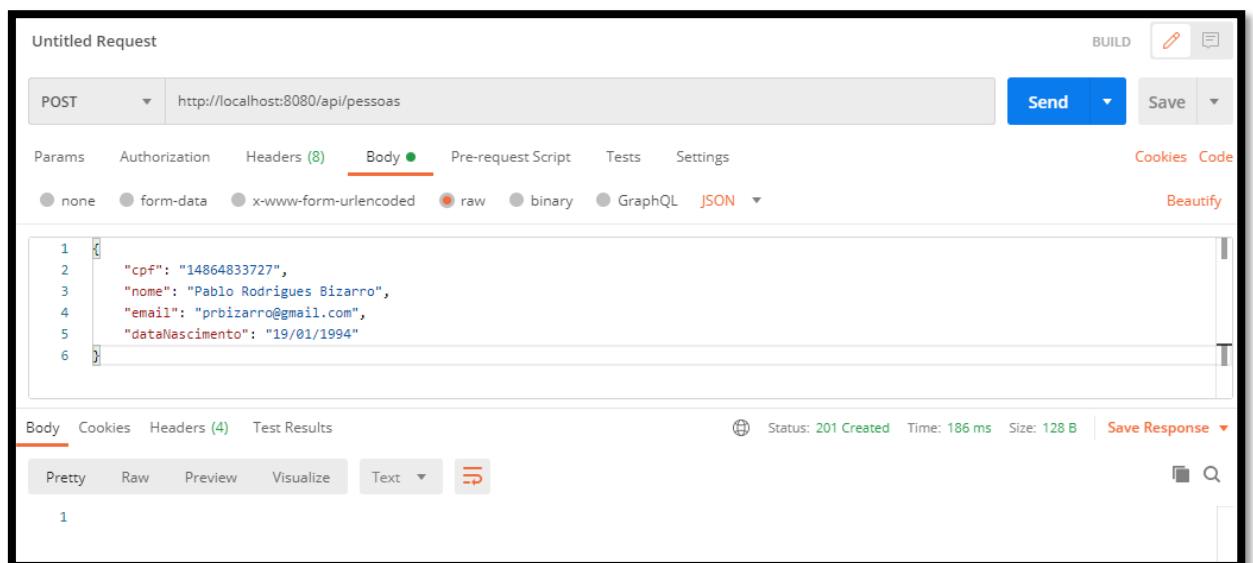 Untitled Request BUILD
POST http://localhost:8080/api/pessoas Send Save
Params Authorization Headers (8) Body Pre-request Script Tests Settings Cookies Code
none form-data x-www-form-urlencoded raw binary GraphQL JSON Beautify
1 {
2 "cpf": "14864833727",
3 "nome": "Pablo Rodrigues Bizarro",
4 "email": "prbizarro@gmail.com",
5 "dataNascimento": "19/01/1994"
6 }
Body Cookies Headers (4) Test Results Status: 201 Created Time: 186 ms Size: 128 B Save Response
Pretty Raw Preview Visualize Text
1